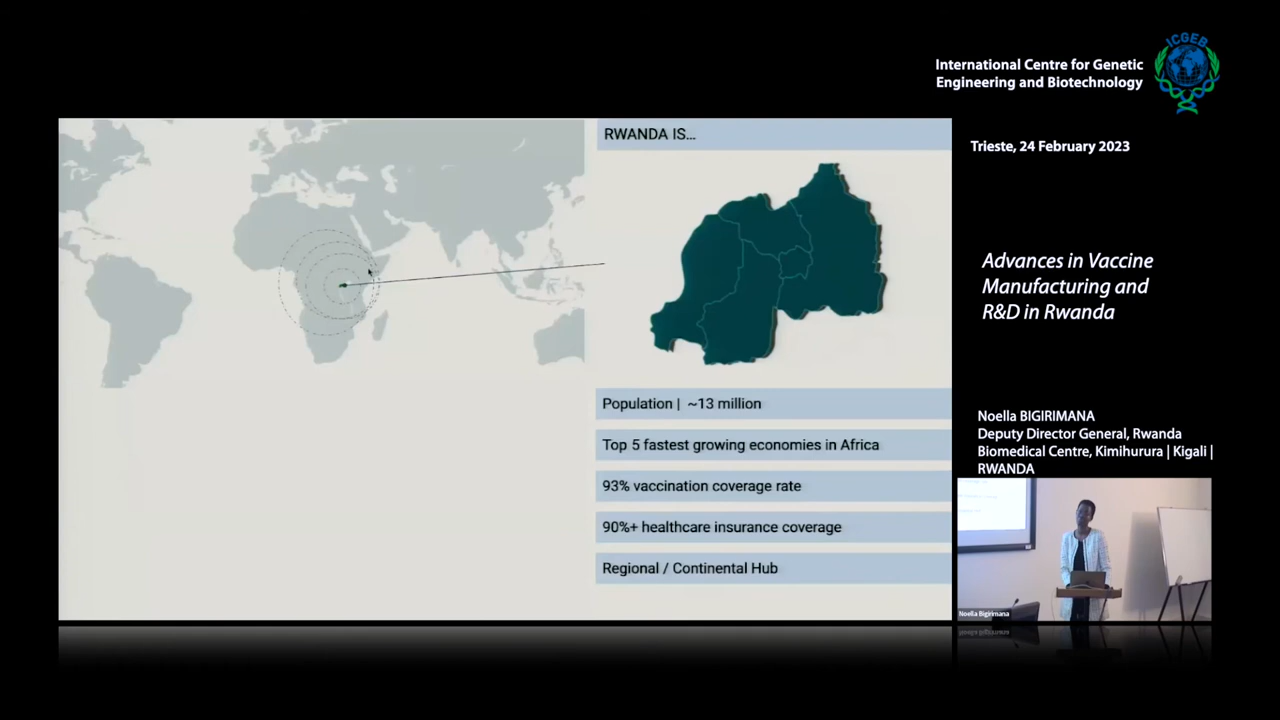 ICGEB
International Centre for Genetic
Engineering and Biotechnology
Trieste, 24 February 2023
RWANDA IS...
Population | ~13 million
Top 5 fastest growing economies in Africa
93% vaccination coverage rate
90%+ healthcare insurance coverage
Regional / Continental Hub
Advances in Vaccine
Manufacturing and
R&D in Rwanda
Noella BIGIRIMANA
Deputy Director General, Rwanda
Biomedical Centre, Kimihurura | Kigali |
RWANDA
Noella Bigirimana